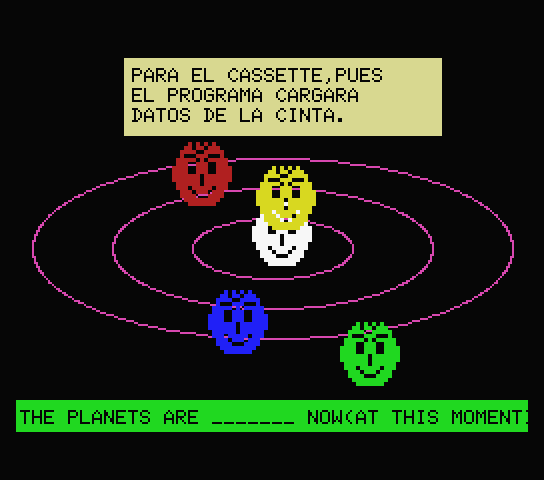 PARA EL CASSETTE,PUES
EL PROGRAMA CARGARA
DATOS DE LA CINTA.
THE PLANETS ARE _______ NOW(AT THIS MOMENT)